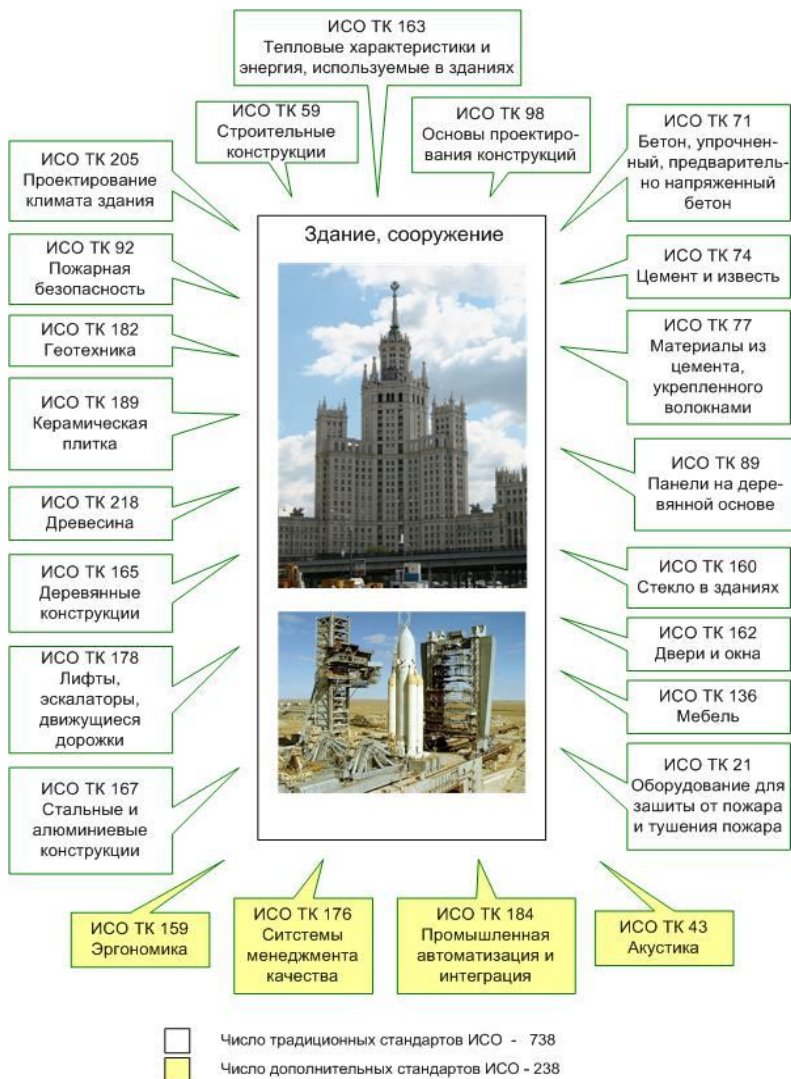 ИСО ТК 163
Тепловые характеристики и
энергия, используемые в зданиях
ИСО ТК 59
Строительные
конструкции
ИСО ТК 98
Основы проектиро-
вания конструкций
ИСО ТК 71
Бетон, упрочнен-
ный, предваритель-
но напряженный
бетон
ИСО ТК 205
Проектирование
климата здания
Здание, сооружение
ИСО ТК 92
Пожарная
безопасность
ИСО ТК 74
Цемент и известь
ИСО ТК 182
Геотехника
ИСО ТК 77
Материалы из
цемента,
укрепленного
волокнами
ИСО ТК 189
Керамическая
плитка
ИСО ТК 89
Панели на дере-
вянной основе
ИСО ТК 218
Древесина
ИСО ТК 165
Деревянные
конструкции
ИСО ТК 160
Стекло в зданиях
ИСО ТК 162
Двери и окна
ИСО ТК 178
Лифты,
эскалаторы,
движущиеся
дорожки
ИСО ТК 136
Мебель
ИСО ТК 21
Оборудование для
зашиты от пожара
и тушения пожара
ИСО ТК 167
Стальные и
алюминиевые
конструкции
ИСО ТК 159
Эргономика
ИСО ТК 176
Ситстемы
менеджмента
качества
ИСО ТК 184
Промышленная
автоматизация и
интеграция
ИСО ТК 43
Акустика
Число традиционных стандартов ИСО - 738
Число дополнительных стандартов ИСО - 238